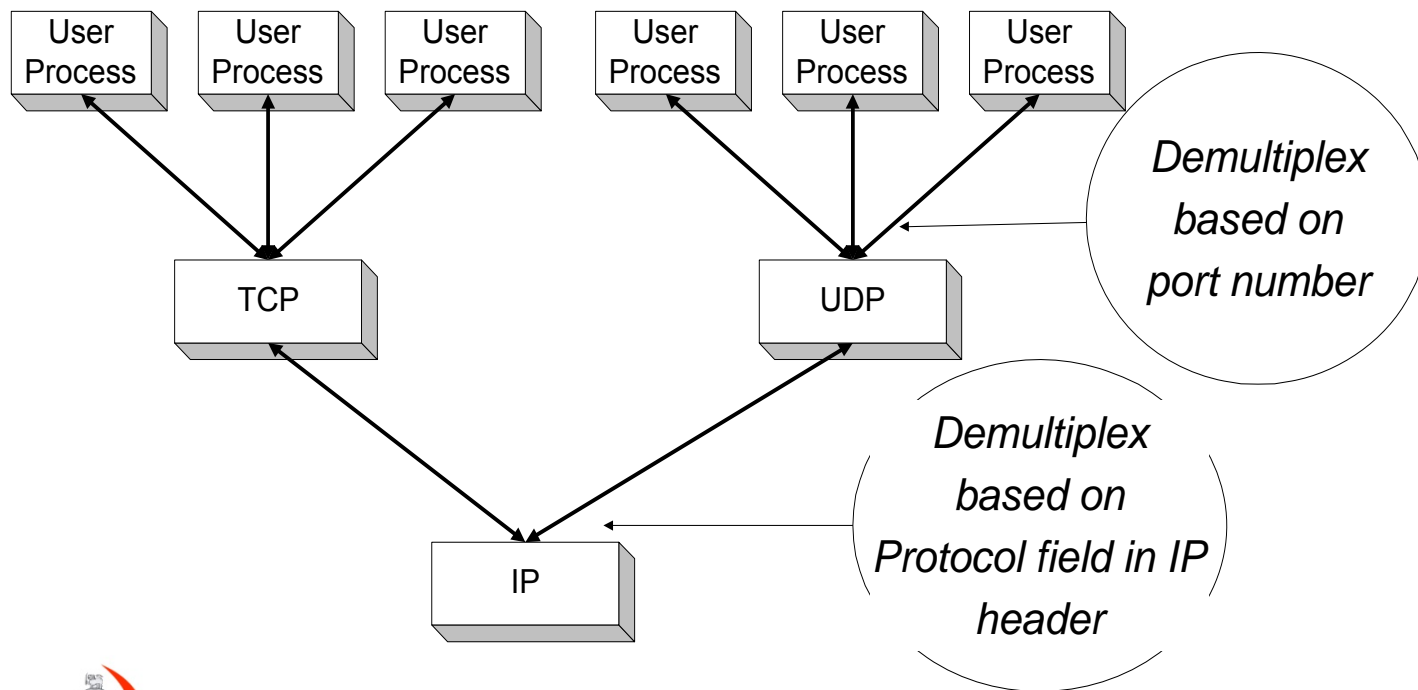 User
Process
User
Process
User
Process
User
Process
User
Process
User
Process
Demultiplex
based on
port number
TCP
UDP
Demultiplex
based on
Protocol field in IP
header
IP